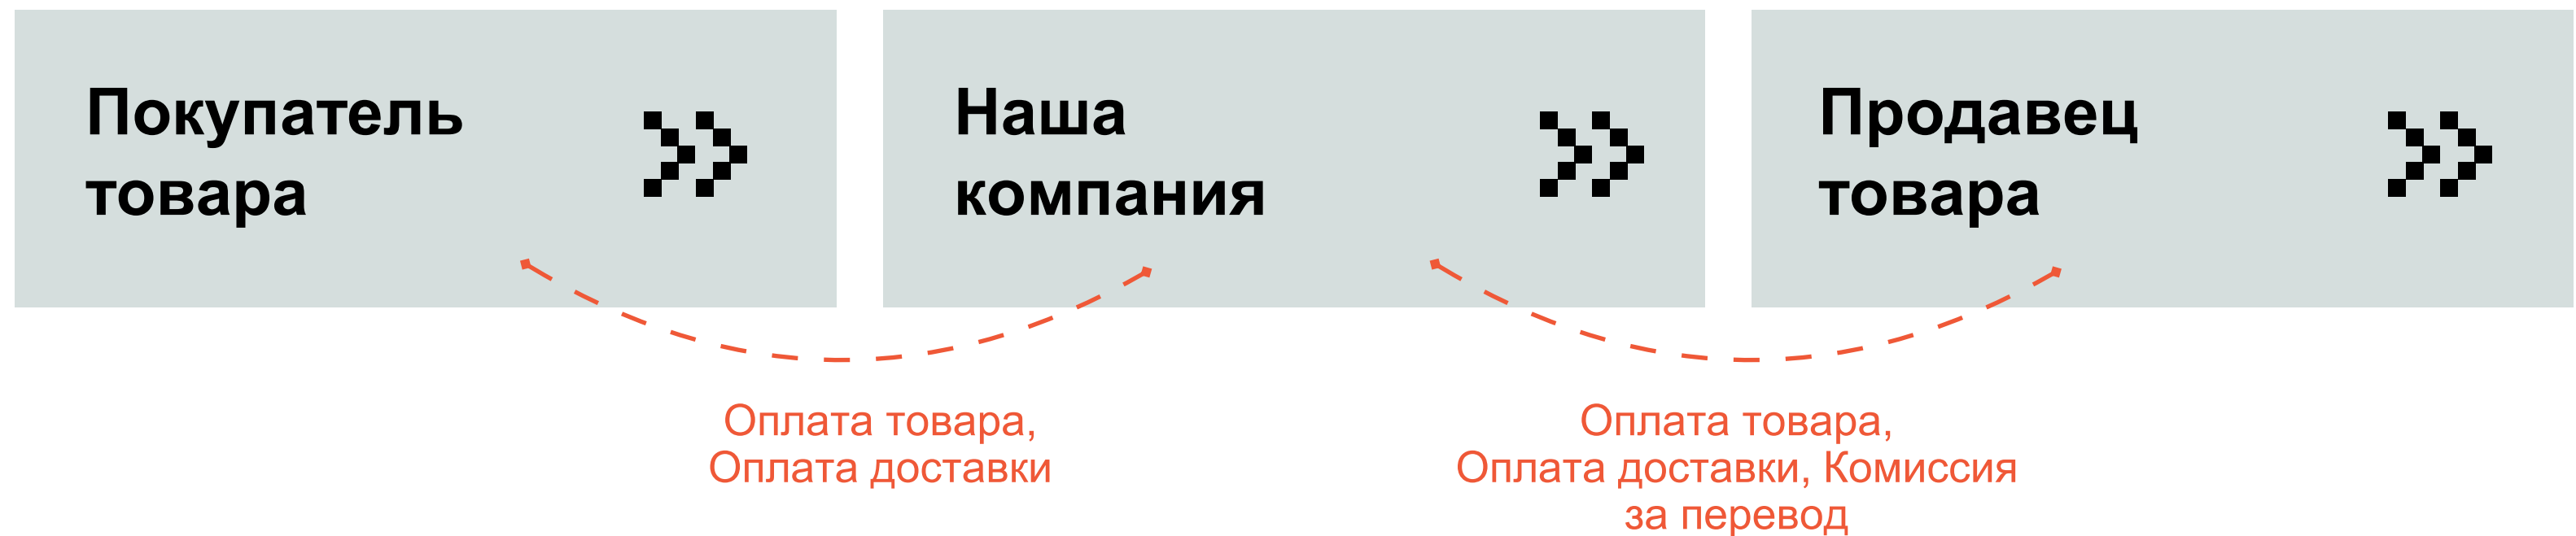 Покупатель
товара
Наша
компания
Продавец
товара
Оплата товара,
Оплата доставки
Оплата товара,
Оплата доставки, Комиссия
за перевод